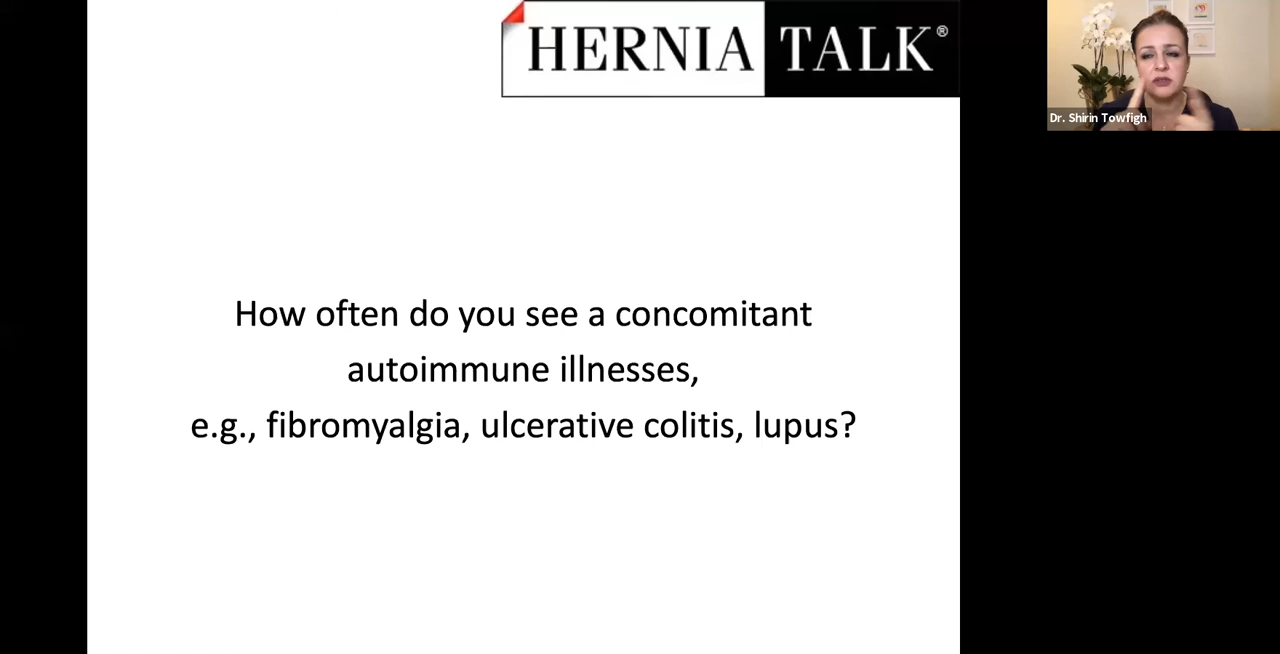 HERNIA TALK®
Dr. Shirin Towfigh
How often do you see a concomitant
autoimmune illnesses,
e.g., fibromyalgia, ulcerative colitis, lupus?